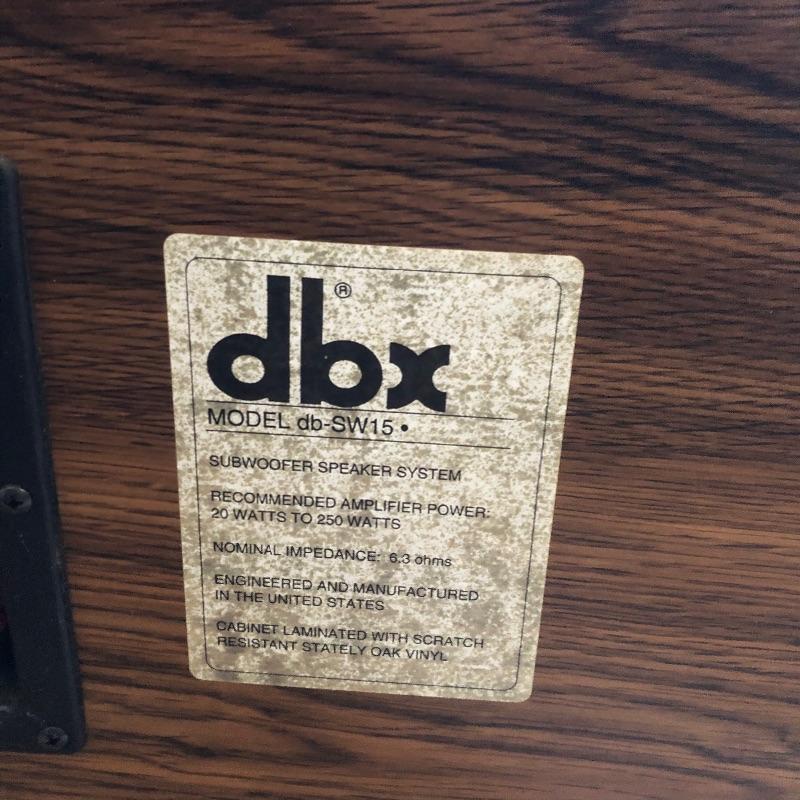 dbx®
MODEL db-SW15 •
SUBWOOFER SPEAKER SYSTEM
RECOMMENDED AMPLIFIER POWER:
20 WATTS TO 250 WATTS
NOMINAL IMPEDANCE: 6.3 ohms
ENGINEERED AND MANUFACTURED
IN THE UNITED STATES
CABINET LAMINATED WITH SCRATCH
RESISTANT STATELY OAK VINYL